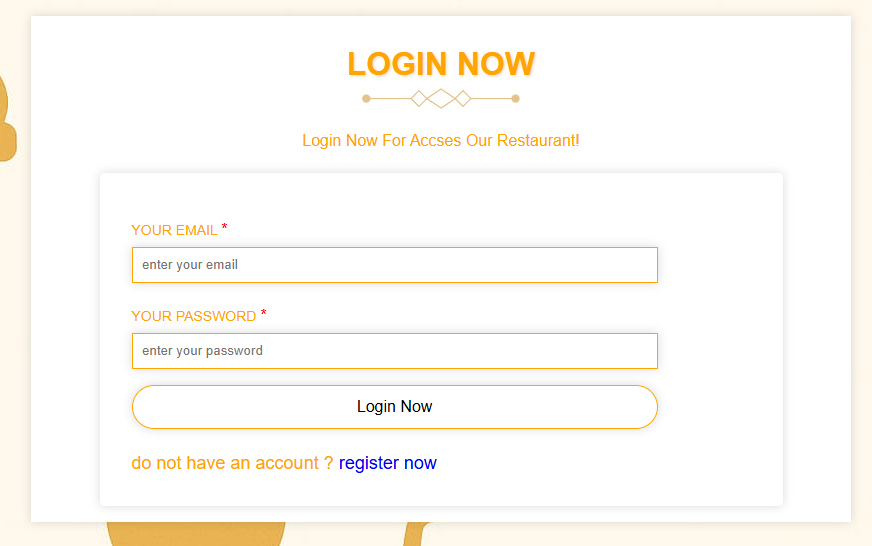 LOGIN NOW
Login Now For Accses Our Restaurant!
YOUR EMAIL *
enter your email
YOUR PASSWORD *
enter your password
Login Now
do not have an account ? register now